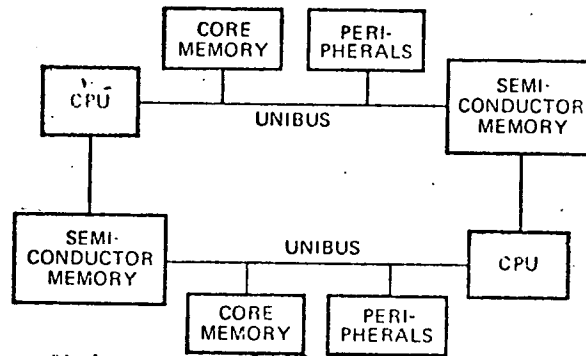 CORE
MEMORY
PERI-
PHERALS
CPU
SEMI-
CONDUCTOR
MEMORY
UNIBUS
SEMI-
CONDUCTOR
MEMORY
UNIBUS
CPU
CORE
MEMORY
PERI-
PHERALS